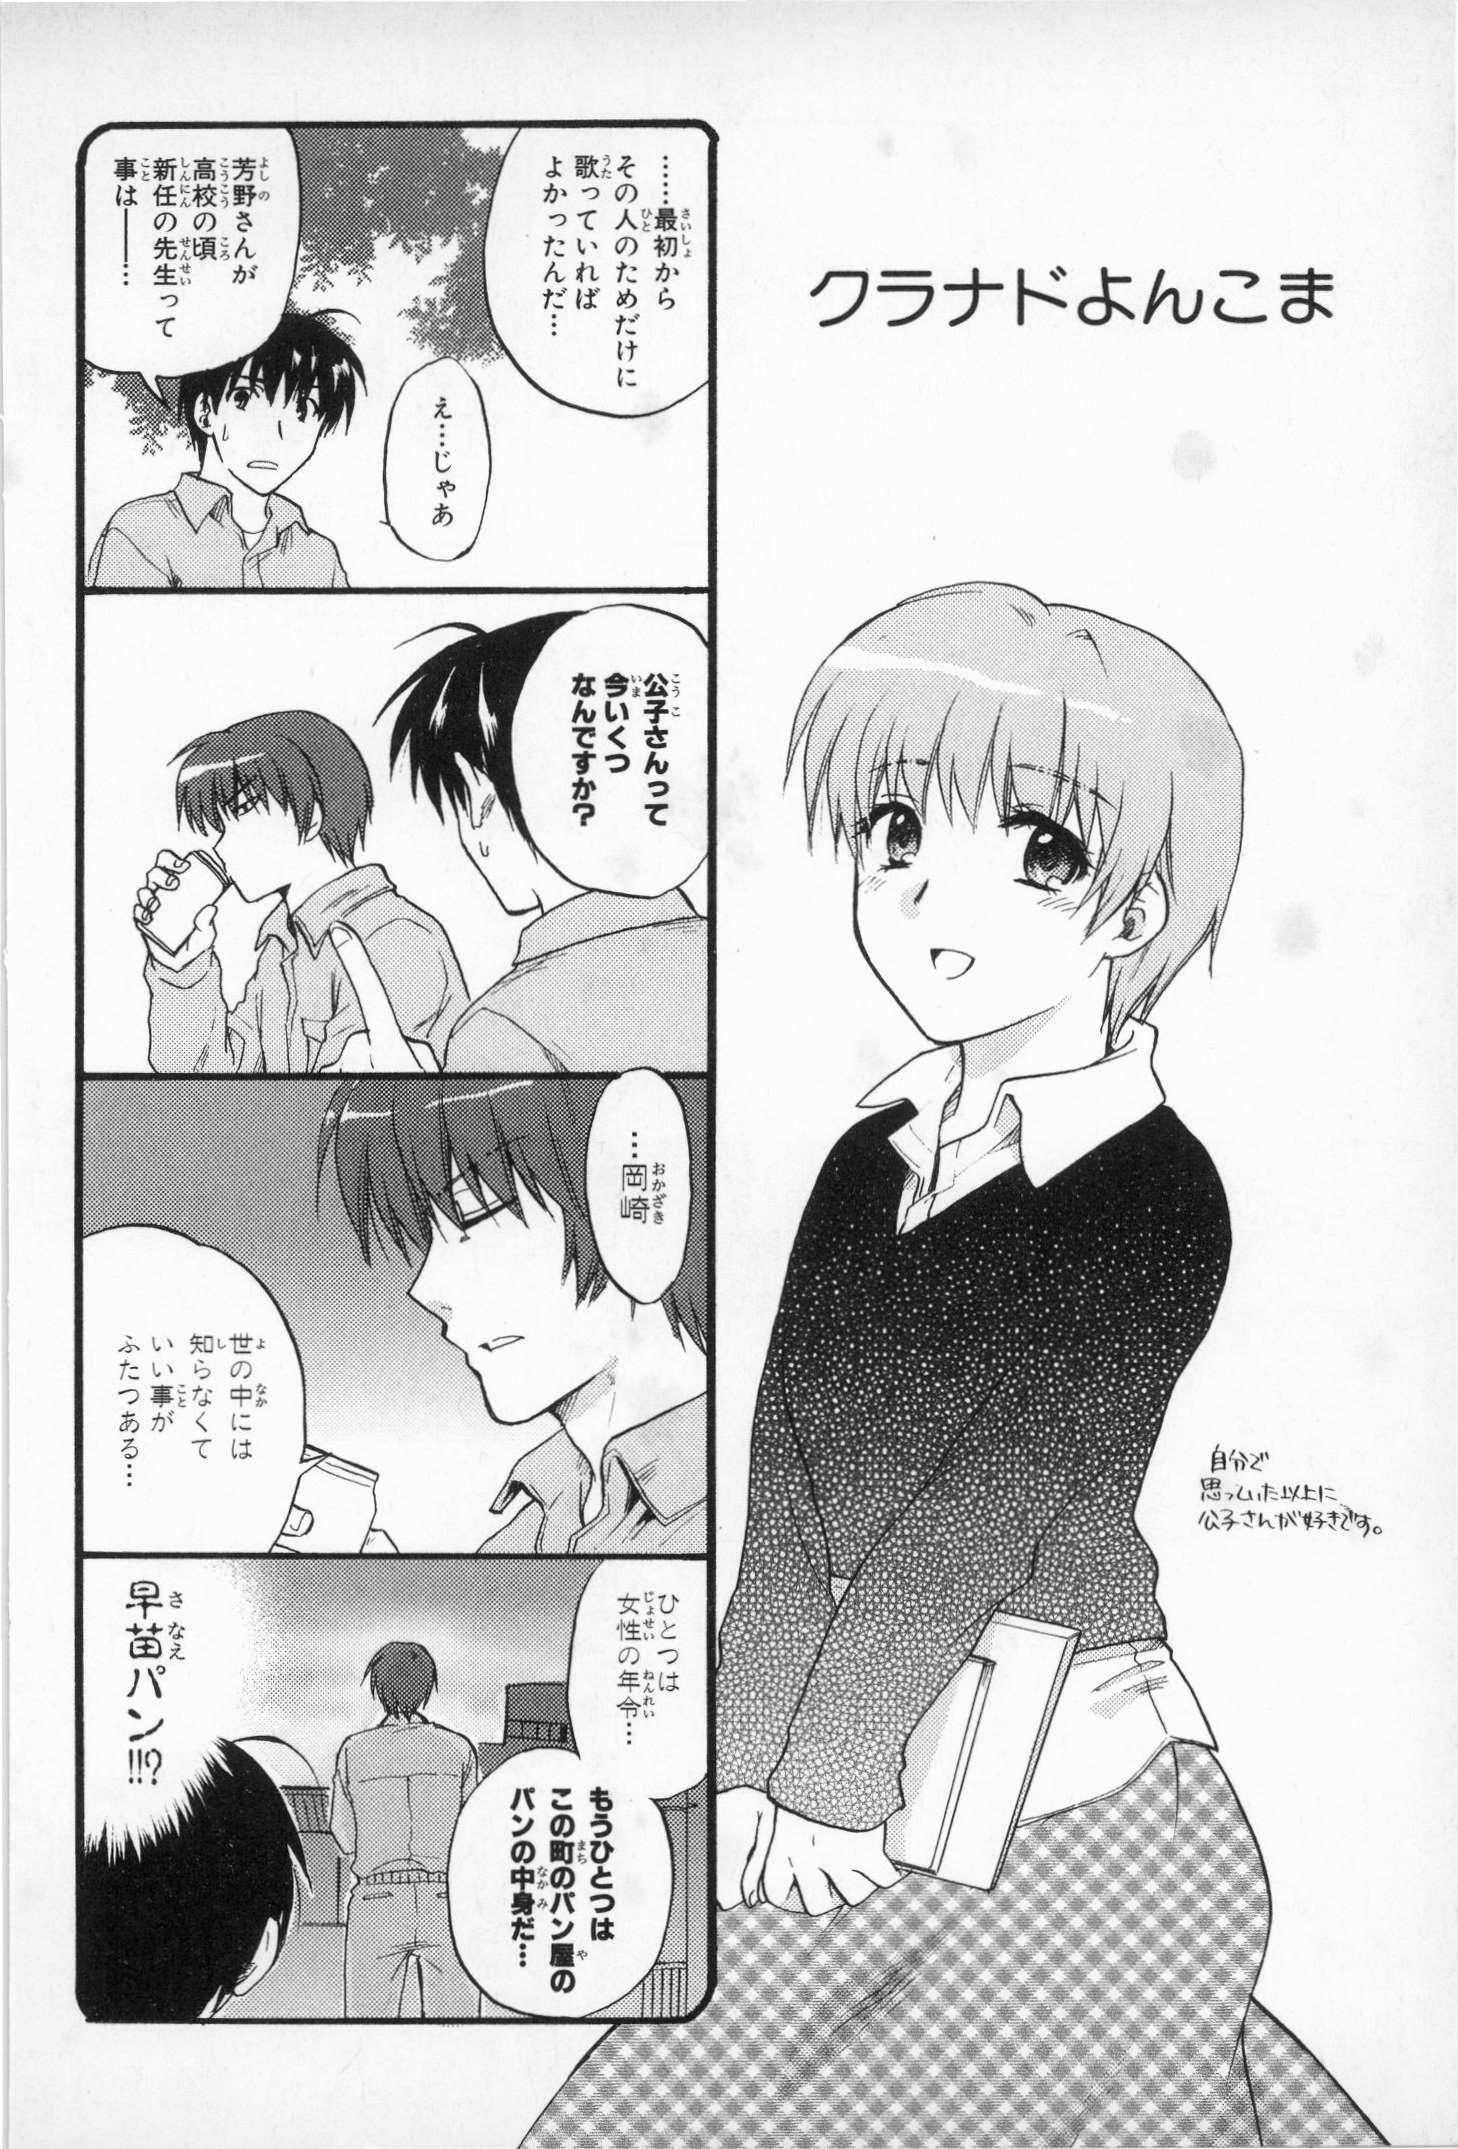 クラナドよんこま
……最初から
その人のためだけに
歌っていれば
よかったんだ…
え…じゃあ
芳野さんが
高校の頃
新任の先生って
事は――…
公子さんって
今いくつ
なんですか?
…岡崎
世の中には
知らなくて
いい事が
ふたつある…
ひとつは
女性の年令…
もうひとつは
この町のパン屋の
パンの中身だ…
早苗パン!!!?
自分で
思っていた以上に
公子さんが好きです。